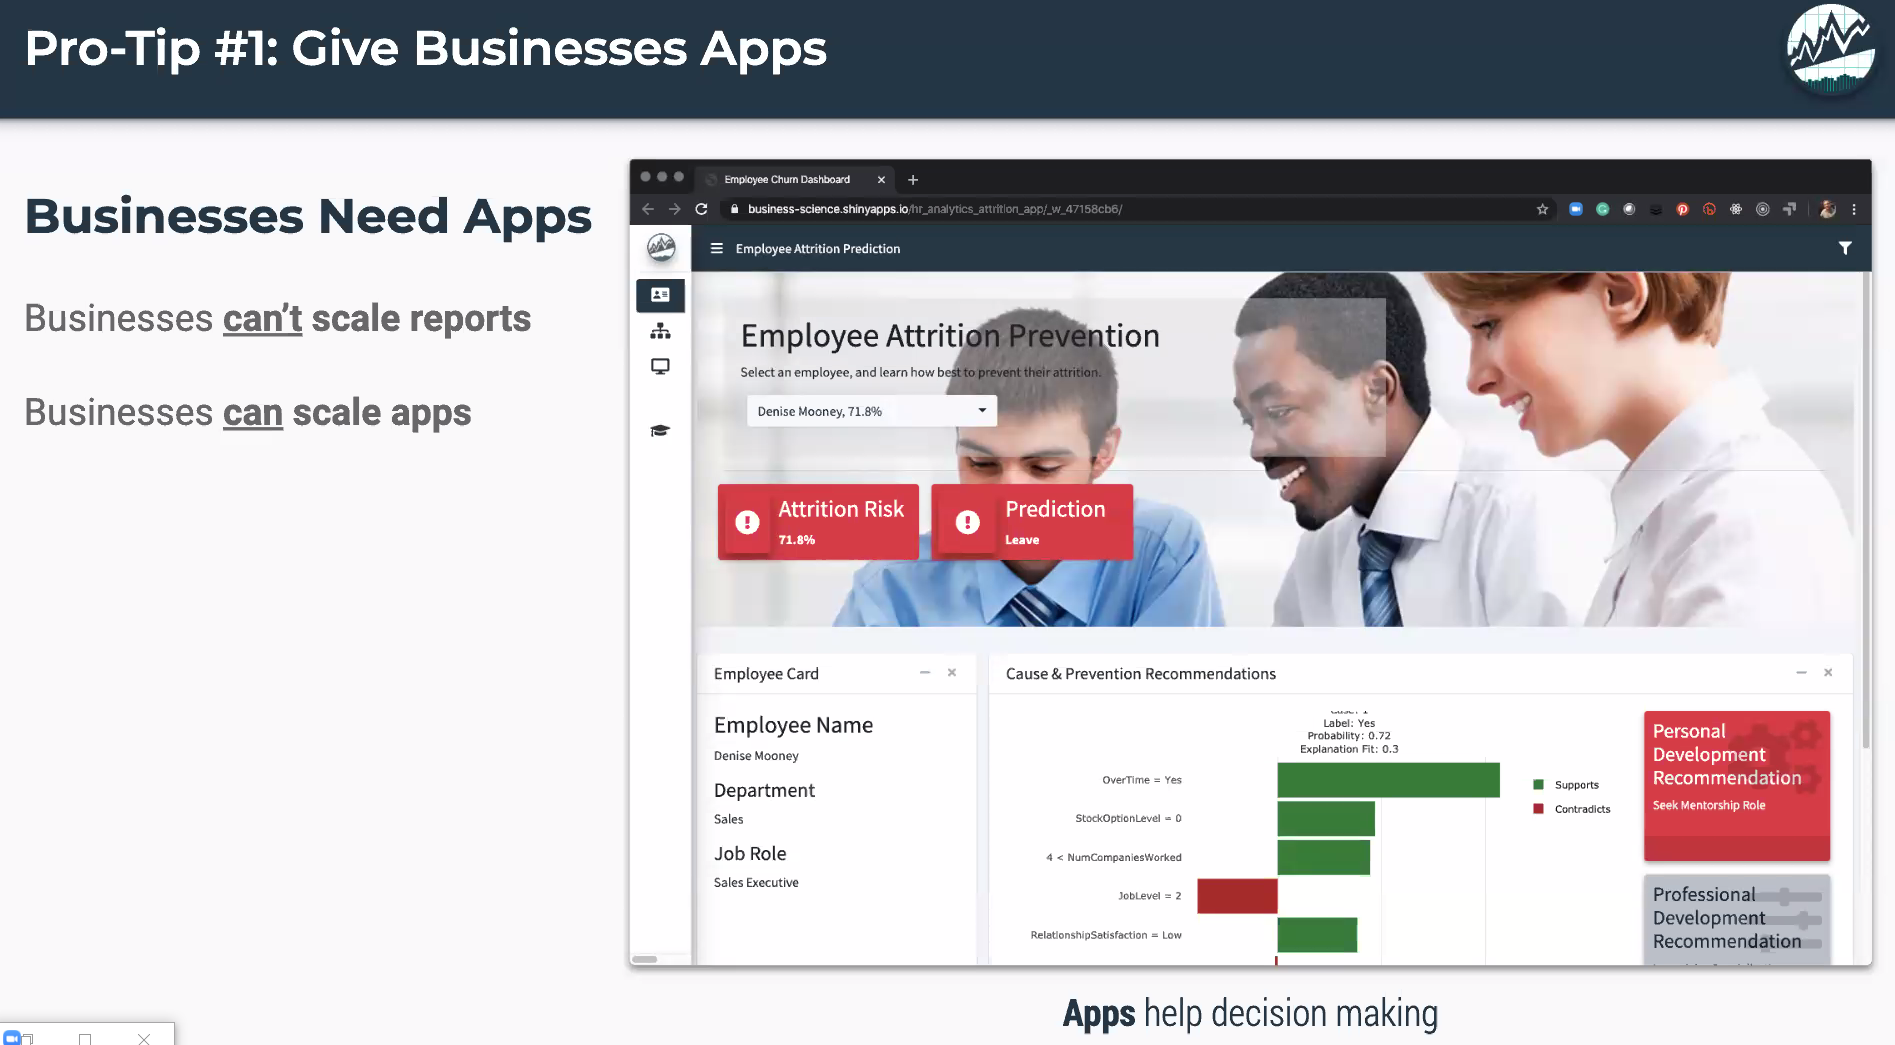 Pro-Tip #1: Give Businesses Apps
Businesses Need Apps
Businesses can't scale reports
Businesses can scale apps
Employee Churn Dashboard
business-science.shinyapps.io/hr_analytics_attrition_app/_w_47158cb6/
Employee Attrition Prediction
Employee Attrition Prevention
Select an employee, and learn how best to prevent their attrition.
Denise Mooney, 71.8%
Attrition Risk
71.8%
Prediction
Leave
Employee Card
Employee Name
Denise Mooney
Department
Sales
Job Role
Sales Executive
Cause & Prevention Recommendations
Label: Yes
Probability: 0.72
Explanation Fit: 0.3
OverTime = Yes
StockOptionLevel = 0
4 < NumCompaniesWorked
JobLevel = 2
RelationshipSatisfaction = Low
Supports
Contradicts
Personal
Development
Recommendation
Seek Mentorship Role
Professional
Development
Recommendation
Apps help decision making